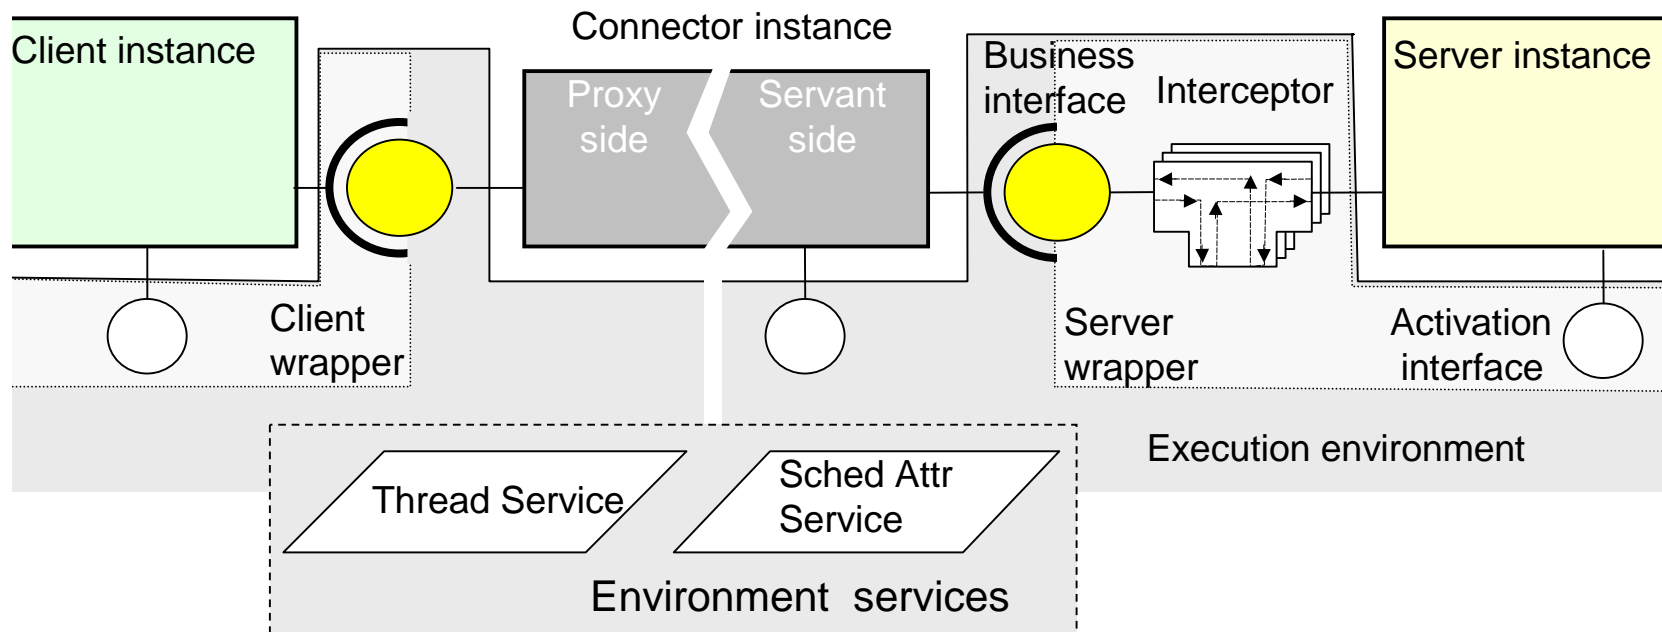 Client instance
Connector instance
Proxy
side
Servant
side
Business
interface
Interceptor
Server instance
Client
wrapper
Server
wrapper
Activation
interface
Execution environment
Thread Service
Sched Attr
Service
Environment services